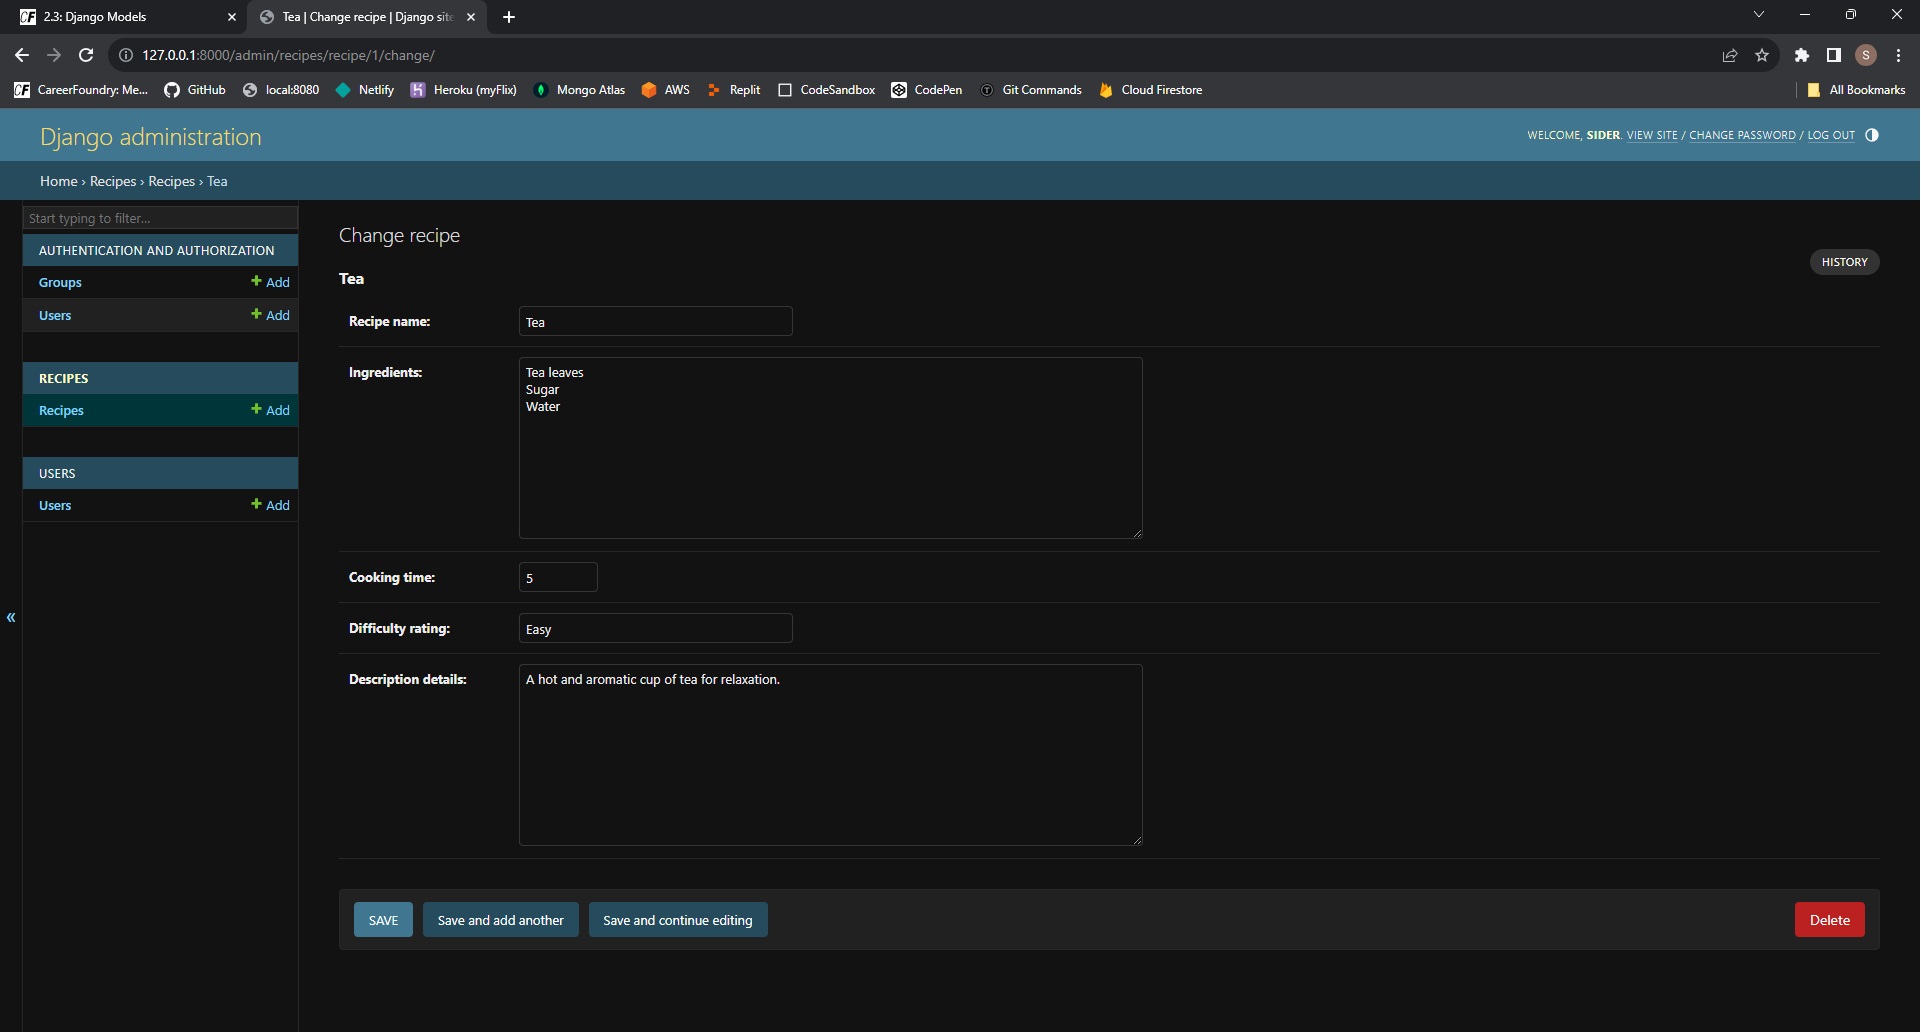 2.3: Django Models
Tea | Change recipe | Django site
127.0.0.1:8000/admin/recipes/recipe/1/change/
S
CF CareerFoundry: Me...
GitHub
local:8080
Netlify
Heroku (myFlix)
Mongo Atlas
AWS
Replit
CodeSandbox
CodePen
Git Commands
Cloud Firestore
All Bookmarks
Django administration
WELCOME, SIDER. VIEW SITE / CHANGE PASSWORD / LOG OUT
Home › Recipes › Recipes › Tea
Start typing to filter...
AUTHENTICATION AND AUTHORIZATION
Groups + Add
Users + Add
RECIPES
Recipes + Add
USERS
Users + Add
«
Change recipe
HISTORY
Tea
Recipe name: Tea
Ingredients: Tea leaves
Sugar
Water
Cooking time: 5
Difficulty rating: Easy
Description details: A hot and aromatic cup of tea for relaxation.
SAVE
Save and add another
Save and continue editing
Delete